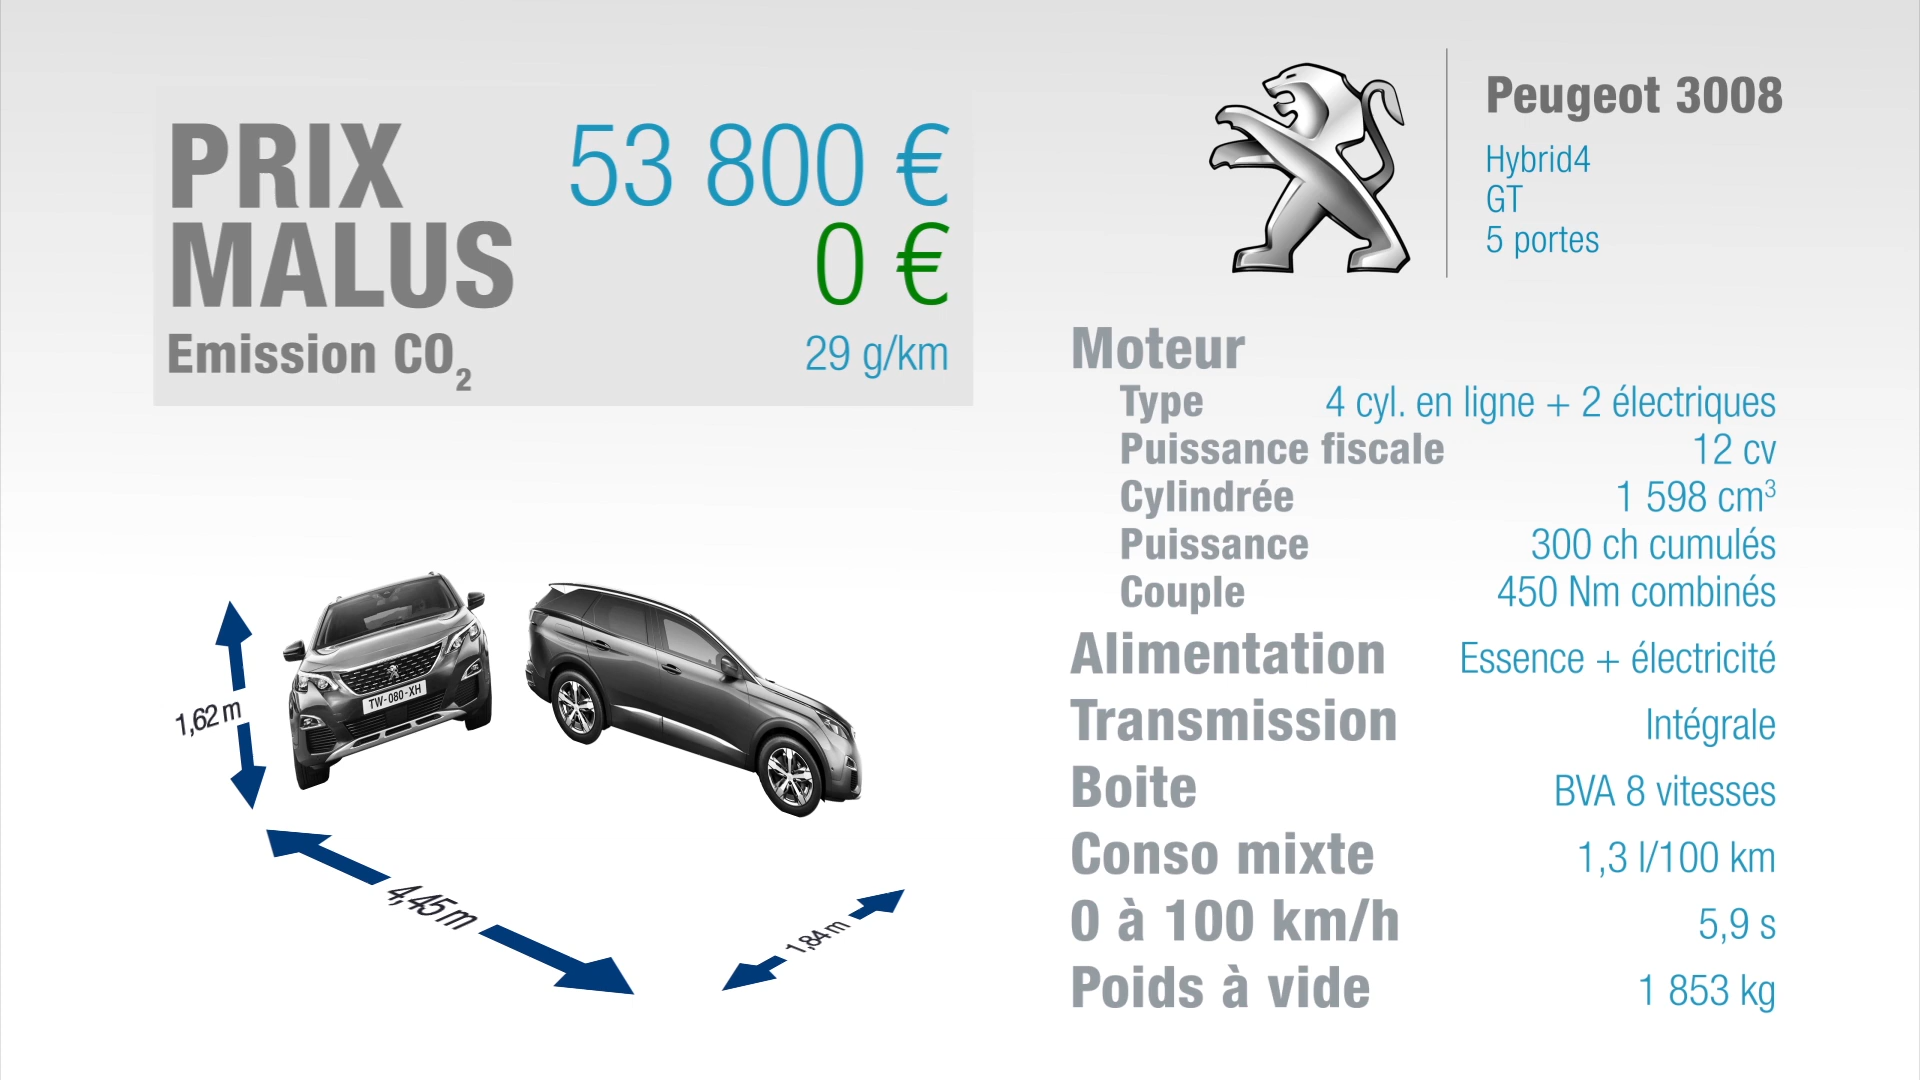 PRIX 53 800 €
MALUS 0 €
Emission CO₂ 29 g/km
Peugeot 3008
Hybrid4
GT
5 portes
Moteur
Type 4 cyl. en ligne + 2 électriques
Puissance fiscale 12 cv
Cylindrée 1 598 cm³
Puissance 300 ch cumulés
Couple 450 Nm combinés
Alimentation Essence + électricité
Transmission Intégrale
Boite BVA 8 vitesses
Conso mixte 1,3 l/100 km
0 à 100 km/h 5,9 s
Poids à vide 1 853 kg
1,62 m
TW-080-XH
4,45 m
1,84 m